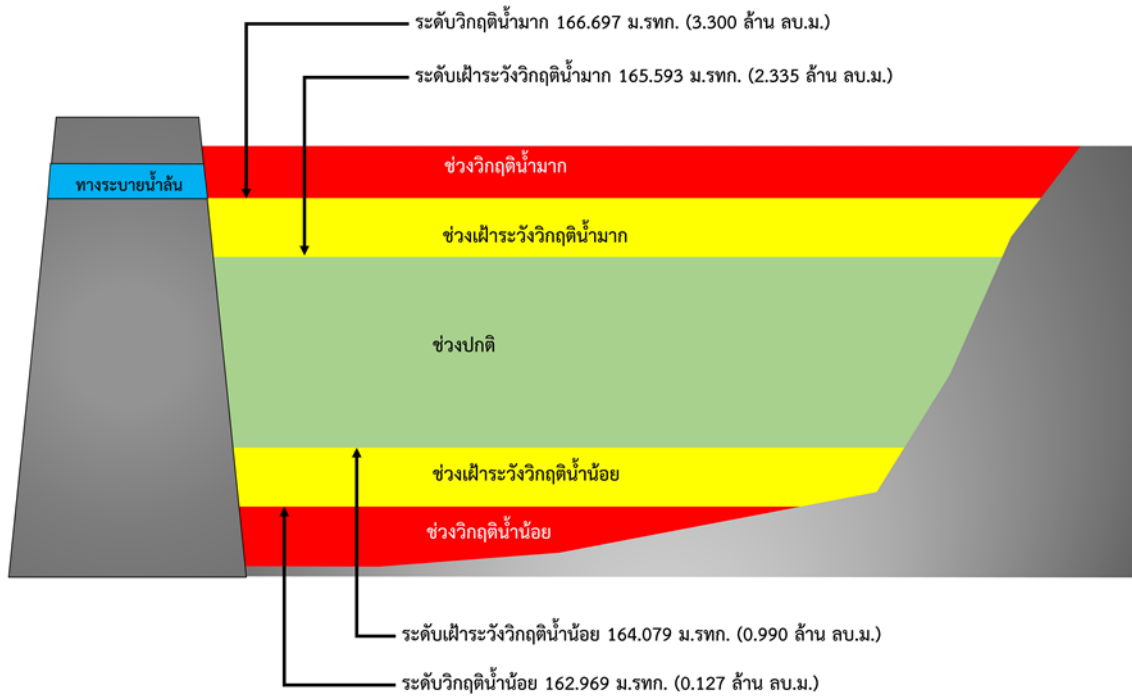 ระดับวิกฤติน้ำมาก 166.697 ม.รทก. (3.300 ล้าน ลบ.ม.)
ระดับเฝ้าระวังวิกฤติน้ำมาก 165.593 ม.รทก. (2.335 ล้าน ลบ.ม.)
ช่วงวิกฤติน้ำมาก
ทางระบายน้ำล้น
ช่วงเฝ้าระวังวิกฤติน้ำมาก
ช่วงปกติ
ช่วงเฝ้าระวังวิกฤติน้ำน้อย
ช่วงวิกฤติน้ำน้อย
ระดับเฝ้าระวังวิกฤติน้ำน้อย 164.079 ม.รทก. (0.990 ล้าน ลบ.ม.)
ระดับวิกฤติน้ำน้อย 162.969 ม.รทก. (0.127 ล้าน ลบ.ม.)